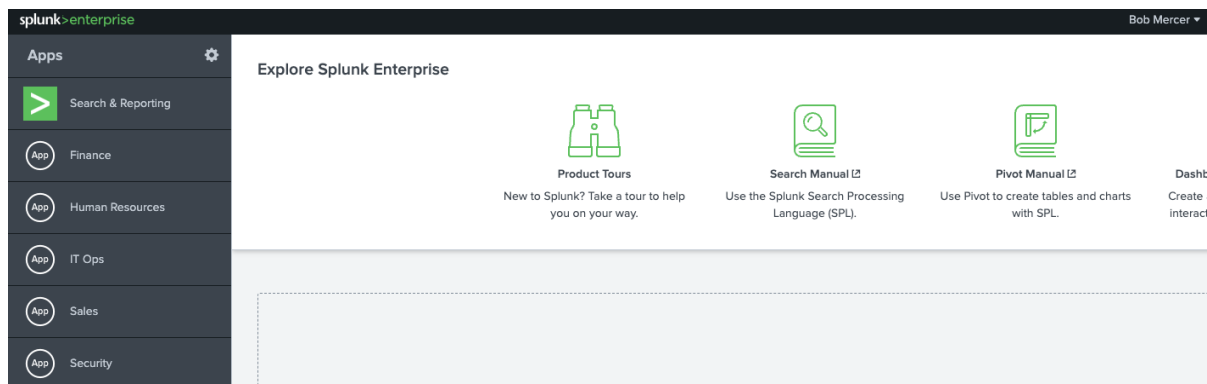 splunk>enterprise
Bob Mercer
Apps
Search & Reporting
App
Finance
App
Human Resources
App
IT Ops
App
Sales
App
Security
Explore Splunk Enterprise
Product Tours
New to Splunk? Take a tour to help
you on your way.
Search Manual
Use the Splunk Search Processing
Language (SPL).
Pivot Manual
Use Pivot to create tables and charts
with SPL.
Create